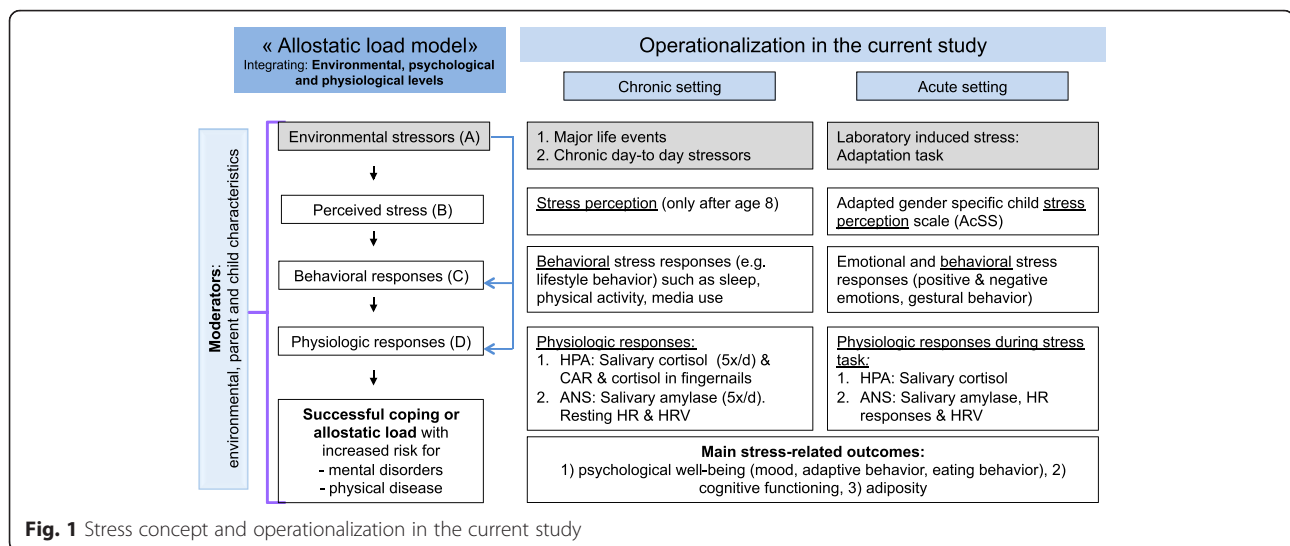 « Allostatic load model»
Integrating: Environmental, psychological
and physiological levels
Operationalization in the current study
Chronic setting
Acute setting
Moderators:
environmental, parent and child characteristics
Environmental stressors (A)
1. Major life events
2. Chronic day-to day stressors
Laboratory induced stress:
Adaptation task
Perceived stress (B)
Stress perception (only after age 8)
Adapted gender specific child stress
perception scale (AcSS)
Behavioral responses (C)
Behavioral stress responses (e.g.
lifestyle behavior) such as sleep,
physical activity, media use
Emotional and behavioral stress
responses (positive & negative
emotions, gestural behavior)
Physiologic responses (D)
Physiologic responses:
1. HPA: Salivary cortisol (5x/d) &
CAR & cortisol in fingernails
2. ANS: Salivary amylase (5x/d).
Resting HR & HRV
Physiologic responses during stress
task:
1. HPA: Salivary cortisol
2. ANS: Salivary amylase, HR
responses & HRV
Successful coping or
allostatic load with
increased risk for
- mental disorders
- physical disease
Main stress-related outcomes:
1) psychological well-being (mood, adaptive behavior, eating behavior), 2)
cognitive functioning, 3) adiposity
Fig. 1 Stress concept and operationalization in the current study